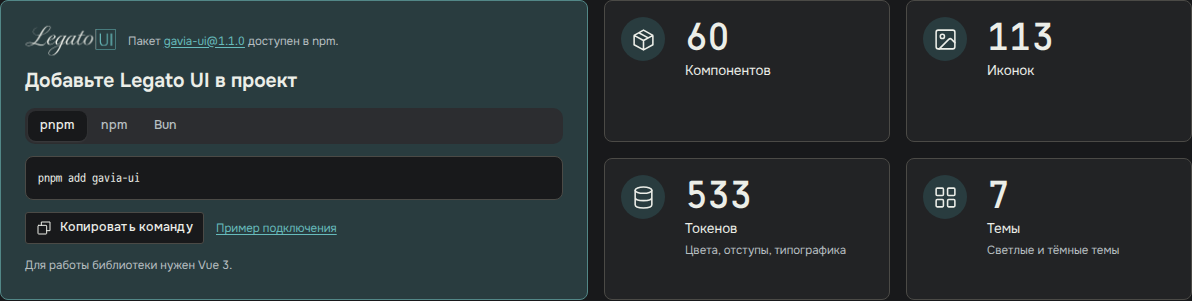 Legato UI
Пакет gavia-ui@1.1.0 доступен в npm.
Добавьте Legato UI в проект
pnpm npm Bun
pnpm add gavia-ui
Копировать команду Пример подключения
Для работы библиотеки нужен Vue 3.
60
Компонентов
113
Иконок
533
Токенов
Цвета, отступы, типографика
7
Темы
Светлые и тёмные темы